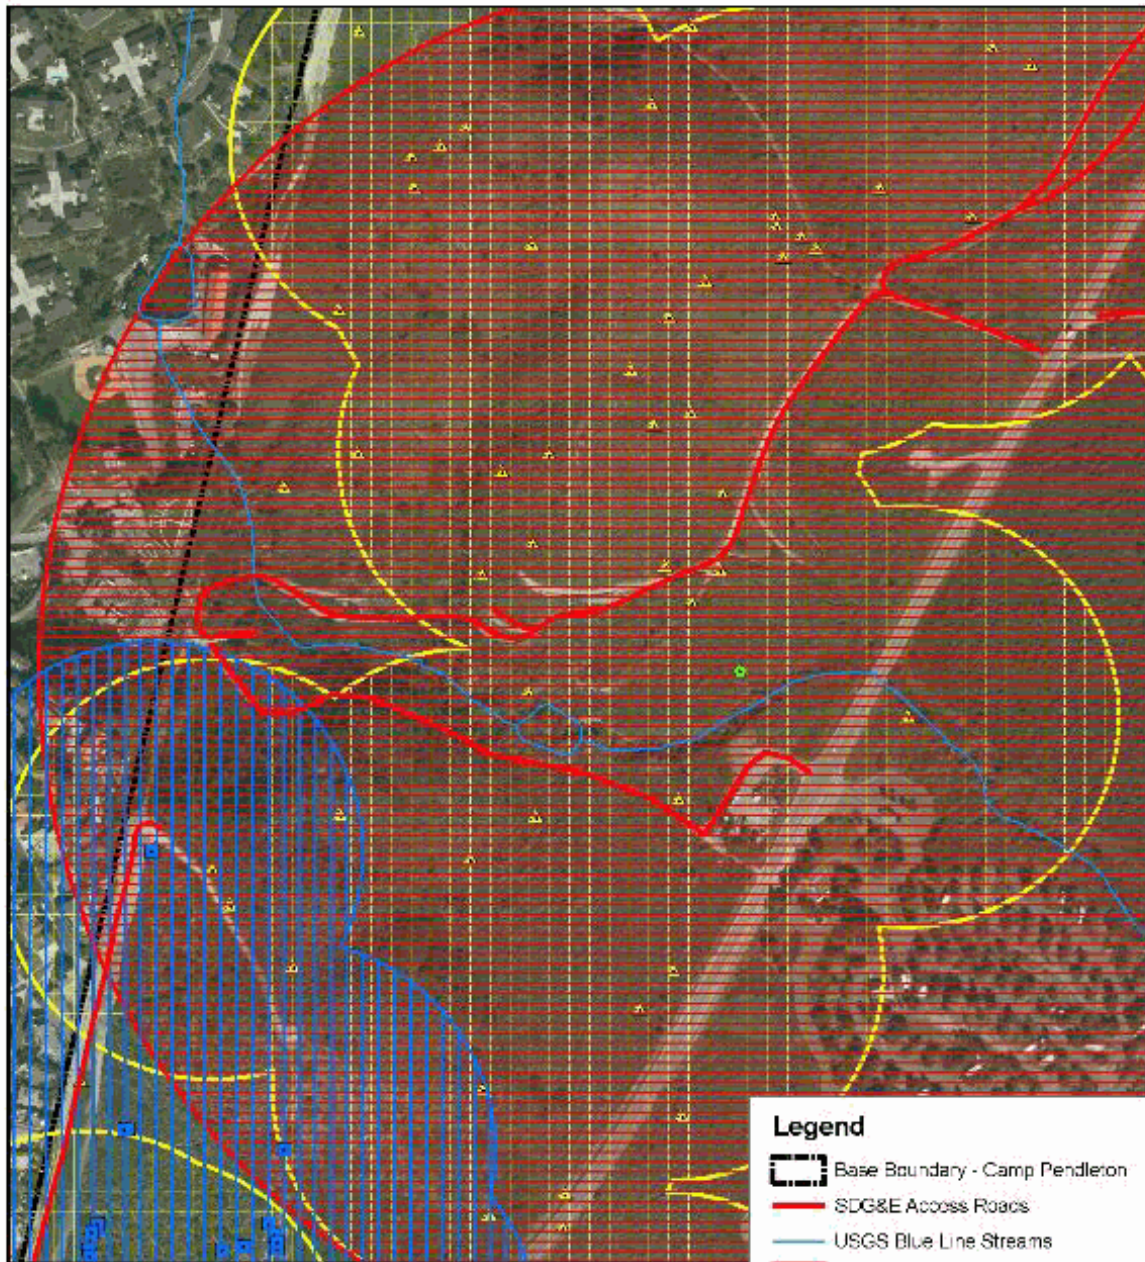 Legend
Base Boundary - Camp Pendleton
SDG&E Access Roads
USGS Blue Line Streams